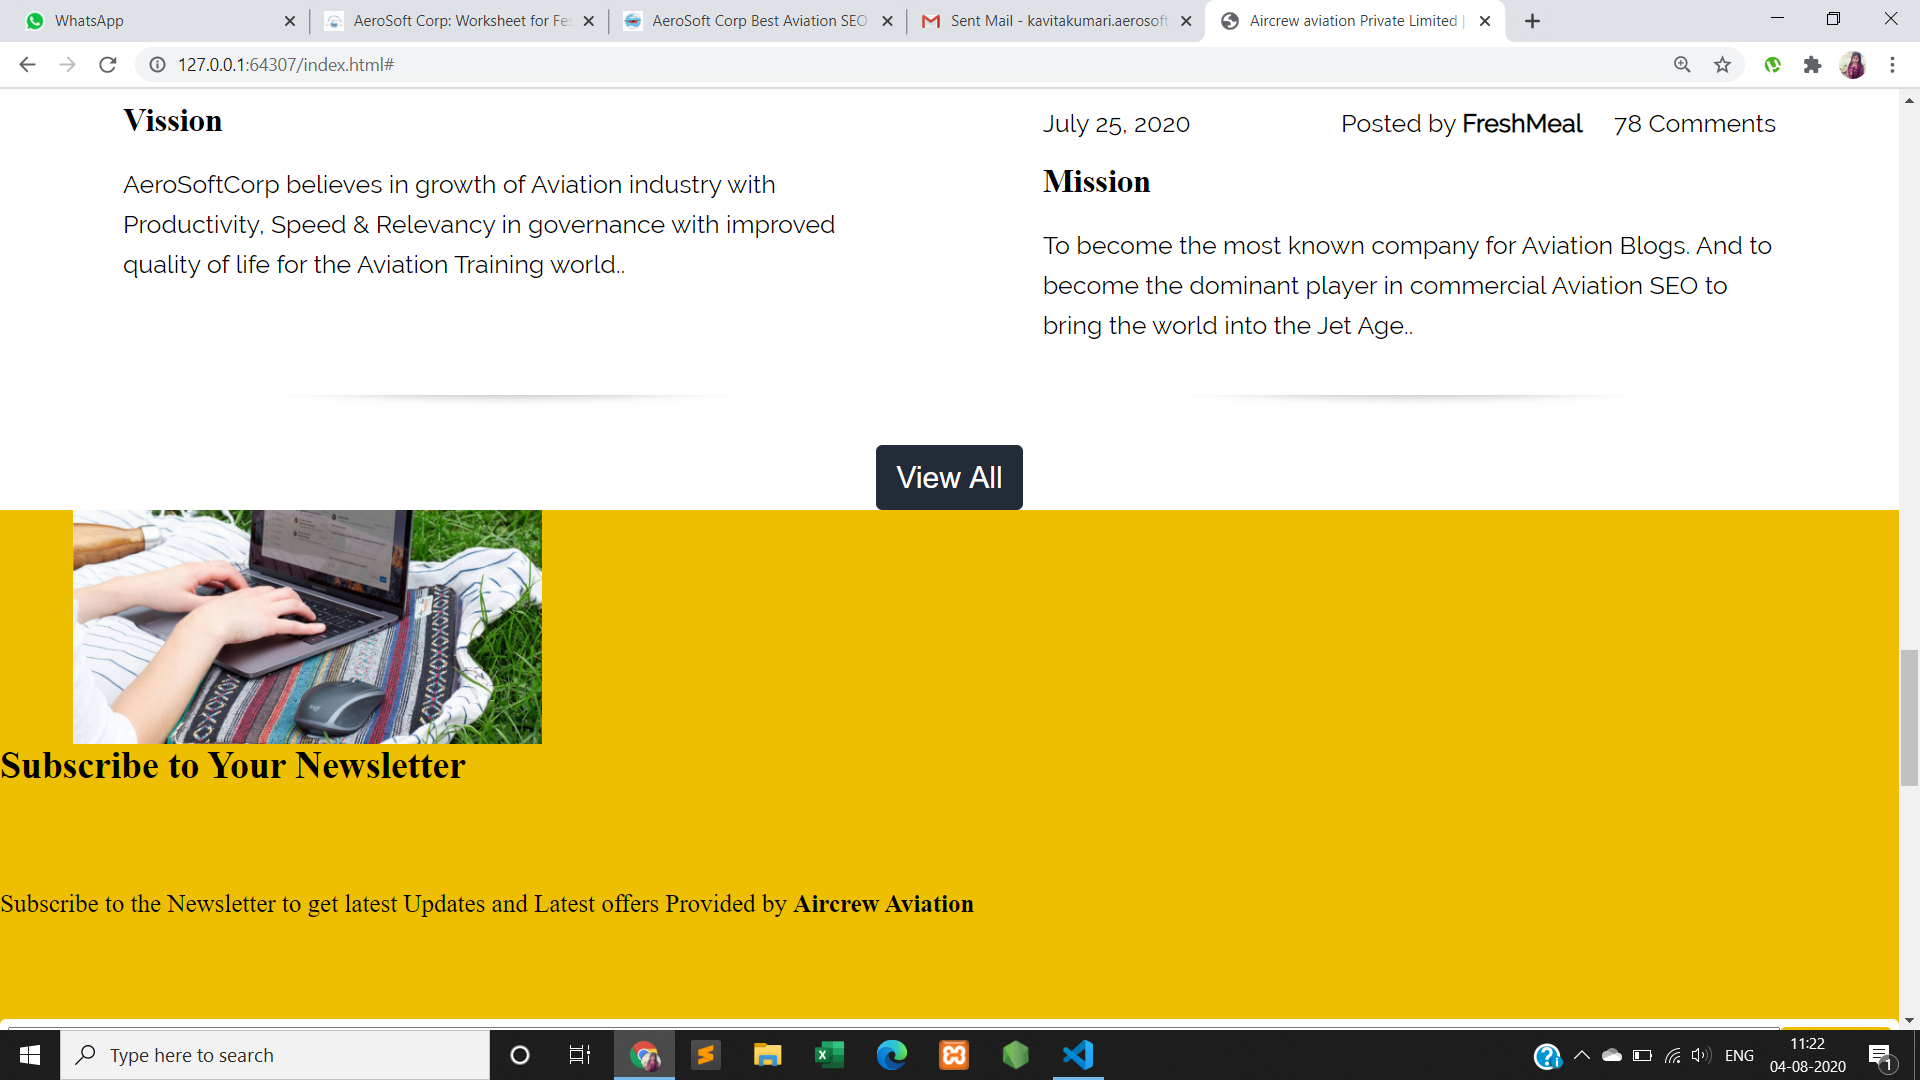 WhatsApp
AeroSoft Corp: Worksheet for Fes
AeroSoft Corp Best Aviation SEO
Sent Mail - kavitakumari.aerosoft
Aircrew aviation Private Limited |
127.0.0.1:64307/index.html#
Vission
AeroSoftCorp believes in growth of Aviation industry with
Productivity, Speed & Relevancy in governance with improved
quality of life for the Aviation Training world..
July 25, 2020 Posted by FreshMeal 78 Comments
Mission
To become the most known company for Aviation Blogs. And to
become the dominant player in commercial Aviation SEO to
bring the world into the Jet Age..
View All
Subscribe to Your Newsletter
Subscribe to the Newsletter to get latest Updates and Latest offers Provided by Aircrew Aviation
Type here to search
ENG
11:22
04-08-2020
1